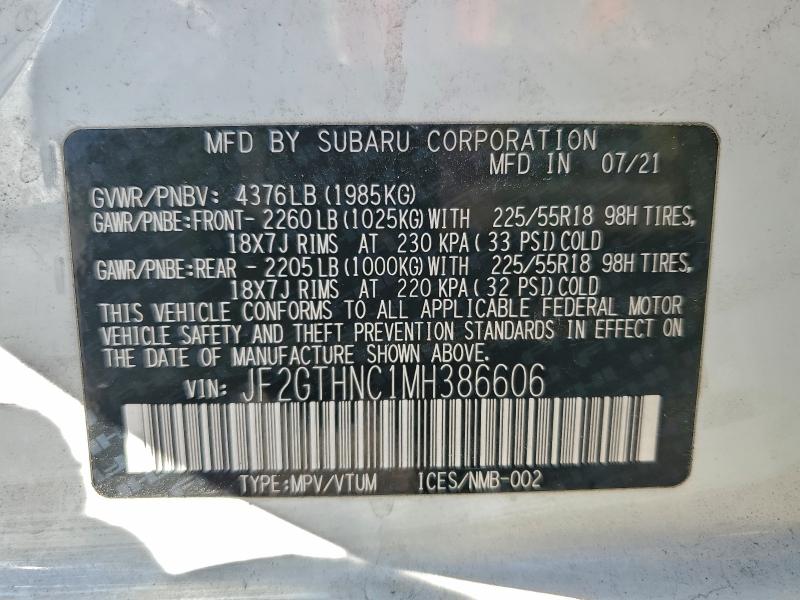 MFD BY SUBARU CORPORATION
MFD IN 07/21
GVWR/PNBV: 4376LB (1985KG)
GAWR/PNBE:FRONT- 2260LB (1025KG) WITH 225/55R18 98H TIRES,
18X7J RIMS AT 230 KPA ( 33 PSI) COLD
GAWR/PNBE:REAR - 2205LB (1000KG) WITH 225/55R18 98H TIRES,
18X7J RIMS AT 220 KPA ( 32 PSI) COLD
THIS VEHICLE CONFORMS TO ALL APPLICABLE FEDERAL MOTOR
VEHICLE SAFETY AND THEFT PREVENTION STANDARDS IN EFFECT ON
THE DATE OF MANUFACTURE SHOWN ABOVE.
VIN: JF2GTHNC1MH386606
TYPE:MPV/VTUM ICES/NMB-002